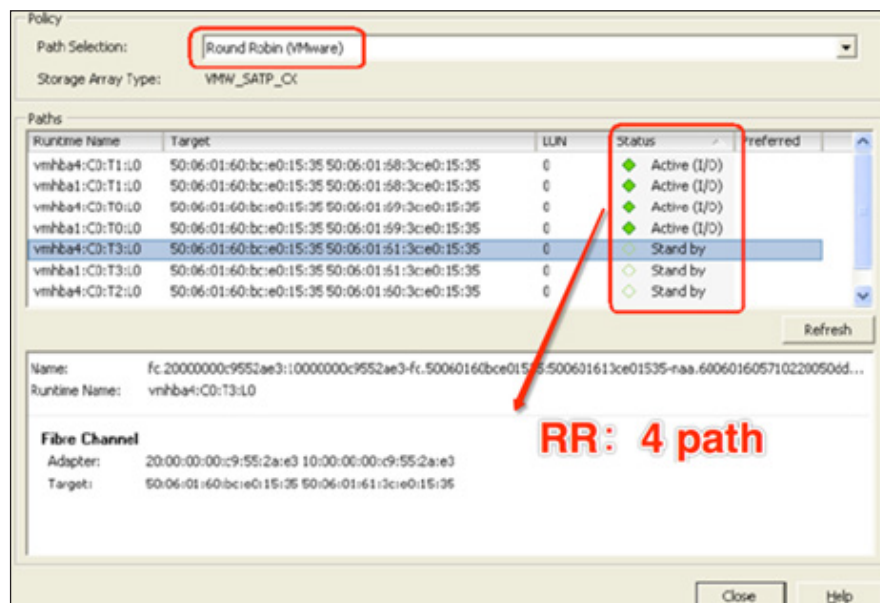 Policy
Path Selection: Round Robin (VMware)
Storage Array Type: VMW_SATP_CX
Paths
Runtime Name Target LUN Status Preferred
vmhba4:C0:T1:L0 50:06:01:60:bc:e0:15:35 50:06:01:68:3c:e0:15:35 0 Active (I/O)
vmhba1:C0:T1:L0 50:06:01:60:bc:e0:15:35 50:06:01:68:3c:e0:15:35 0 Active (I/O)
vmhba4:C0:T0:L0 50:06:01:60:bc:e0:15:35 50:06:01:69:3c:e0:15:35 0 Active (I/O)
vmhba1:C0:T0:L0 50:06:01:60:bc:e0:15:35 50:06:01:69:3c:e0:15:35 0 Active (I/O)
vmhba4:C0:T3:L0 50:06:01:60:bc:e0:15:35 50:06:01:61:3c:e0:15:35 0 Stand by
vmhba1:C0:T3:L0 50:06:01:60:bc:e0:15:35 50:06:01:61:3c:e0:15:35 0 Stand by
vmhba4:C0:T2:L0 50:06:01:60:bc:e0:15:35 50:06:01:60:3c:e0:15:35 0 Stand by
Refresh
Name: fc.20000000c9552ae3:10000000c9552ae3-fc.50060160bce01535:500601613ce01535-naa.600601605710220050dd...
Runtime Name: vmhba4:C0:T3:L0
Fibre Channel
Adapter: 20:00:00:00:c9:55:2a:e3 10:00:00:00:c9:55:2a:e3
Target: 50:06:01:60:bc:e0:15:35 50:06:01:61:3c:e0:15:35
RR：4 path
Close Help